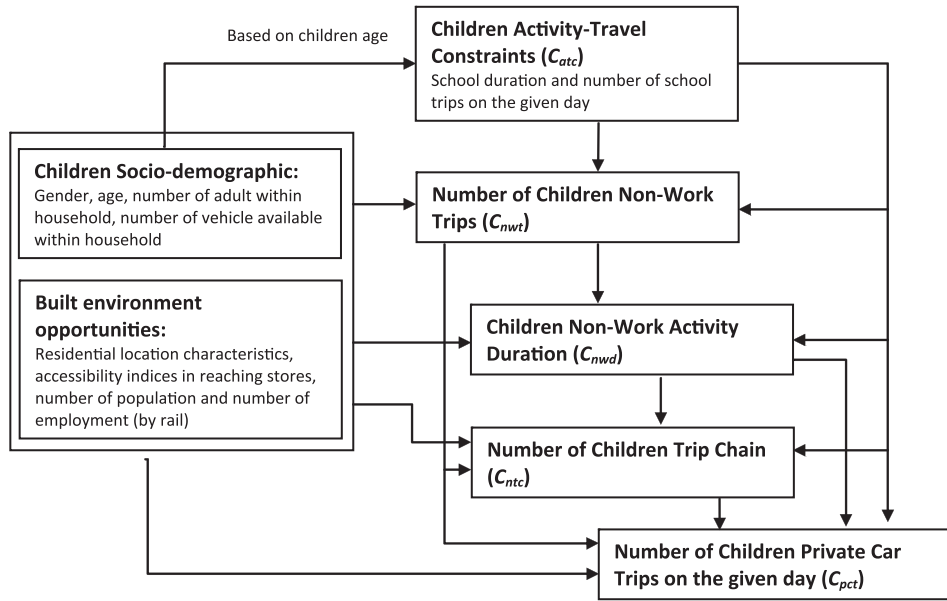 Based on children age
Children Activity-Travel
Constraints (Catc)
School duration and number of school
trips on the given day
Children Socio-demographic:
Gender, age, number of adult within
household, number of vehicle available
within household
Number of Children Non-Work
Trips (Cnwt)
Built environment
opportunities:
Residential location characteristics,
accessibility indices in reaching stores,
number of population and number of
employment (by rail)
Children Non-Work Activity
Duration (Cnwd)
Number of Children Trip Chain
(Cntc)
Number of Children Private Car
Trips on the given day (Cpct)